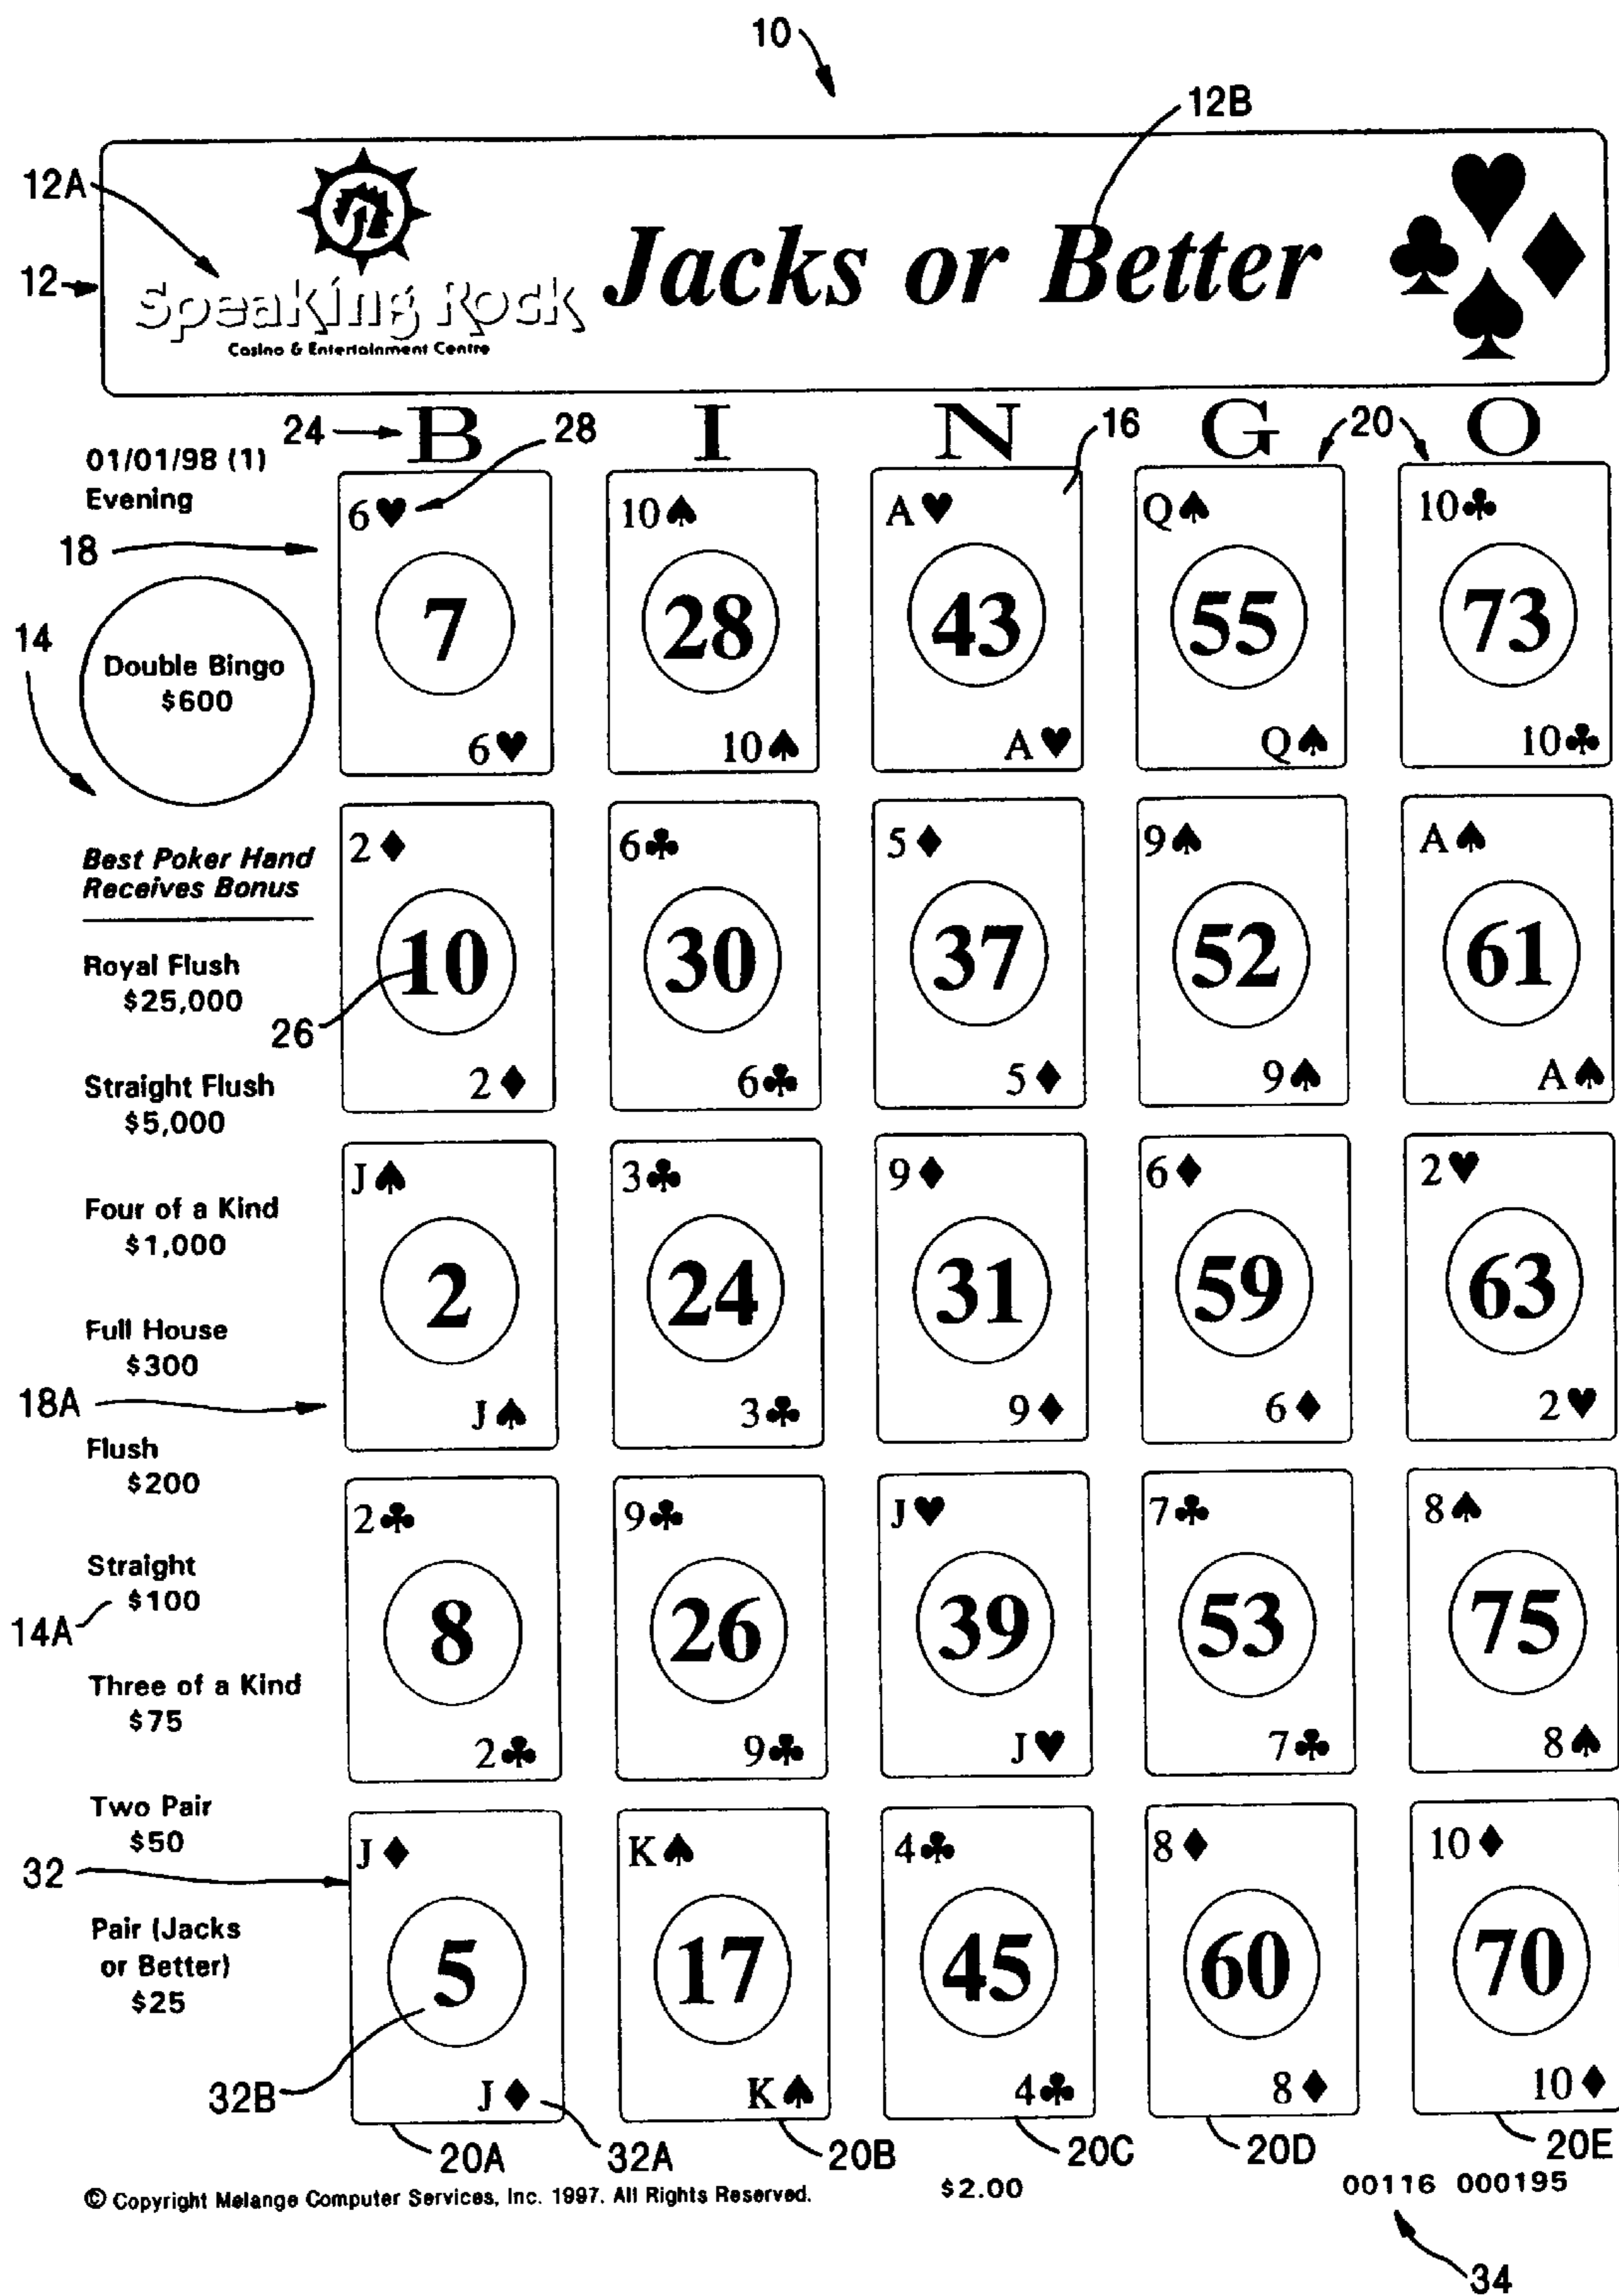 10
12B
12A
12
Speaking Rock
Casino & Entertainment Centre
Jacks or Better
24 B 28 I N 16 G 20 O
01/01/98 (1)
Evening
18
14
Double Bingo
$600
Best Poker Hand
Receives Bonus
Royal Flush
$25,000
26
Straight Flush
$5,000
Four of a Kind
$1,000
Full House
$300
18A
Flush
$200
Straight
$100
14A
Three of a Kind
$75
Two Pair
$50
32
Pair (Jacks
or Better)
$25
32B
6♥ 10♠ A♥ Q♠ 10♣
7 28 43 55 73
6♥ 10♠ A♥ Q♠ 10♣
2♦ 6♣ 5♦ 9♠ A♠
10 30 37 52 61
2♦ 6♣ 5♦ 9♠ A♠
J♠ 3♣ 9♦ 6♦ 2♥
2 24 31 59 63
J♠ 3♣ 9♦ 6♦ 2♥
2♣ 9♣ J♥ 7♣ 8♠
8 26 39 53 75
2♣ 9♣ J♥ 7♣ 8♠
J♦ K♠ 4♣ 8♦ 10♦
5 17 45 60 70
J♦ K♠ 4♣ 8♦ 10♦
20A 32A 20B 20C 20D 20E
© Copyright Melange Computer Services, Inc. 1997. All Rights Reserved. $2.00 00116 000195
34